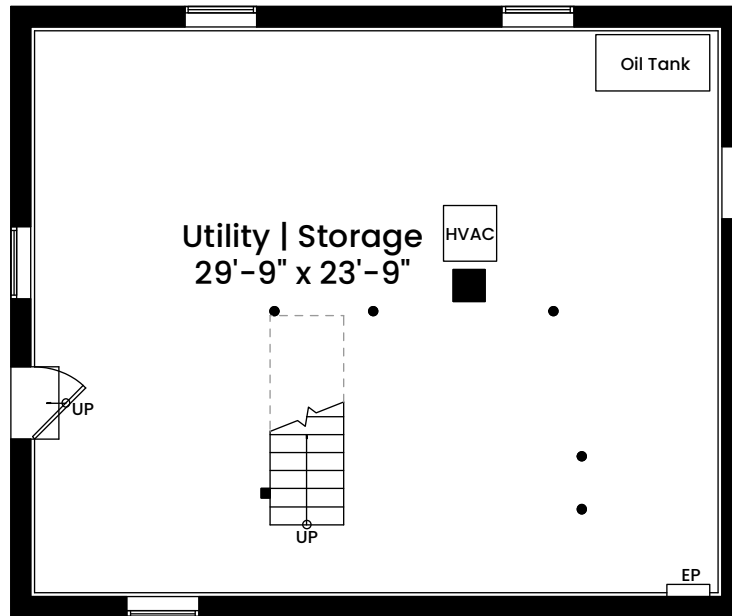 Oil Tank
Utility | Storage
29'-9" x 23'-9"
HVAC
UP
UP
EP